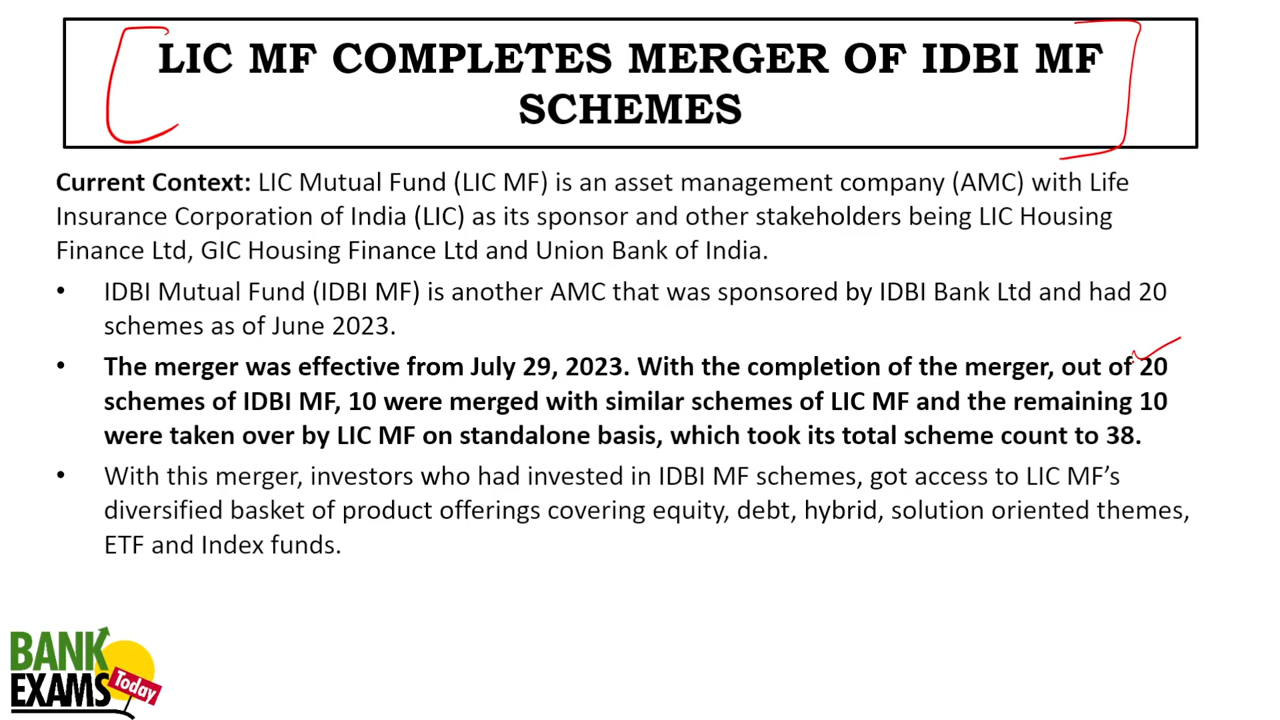 LIC MF COMPLETES MERGER OF IDBI MF
SCHEMES
Current Context: LIC Mutual Fund (LIC MF) is an asset management company (AMC) with Life
Insurance Corporation of India (LIC) as its sponsor and other stakeholders being LIC Housing
Finance Ltd, GIC Housing Finance Ltd and Union Bank of India.
• IDBI Mutual Fund (IDBI MF) is another AMC that was sponsored by IDBI Bank Ltd and had 20
schemes as of June 2023.
• The merger was effective from July 29, 2023. With the completion of the merger, out of 20
schemes of IDBI MF, 10 were merged with similar schemes of LIC MF and the remaining 10
were taken over by LIC MF on standalone basis, which took its total scheme count to 38.
• With this merger, investors who had invested in IDBI MF schemes, got access to LIC MF’s
diversified basket of product offerings covering equity, debt, hybrid, solution oriented themes,
ETF and Index funds.
BANK
EXAMS
Today